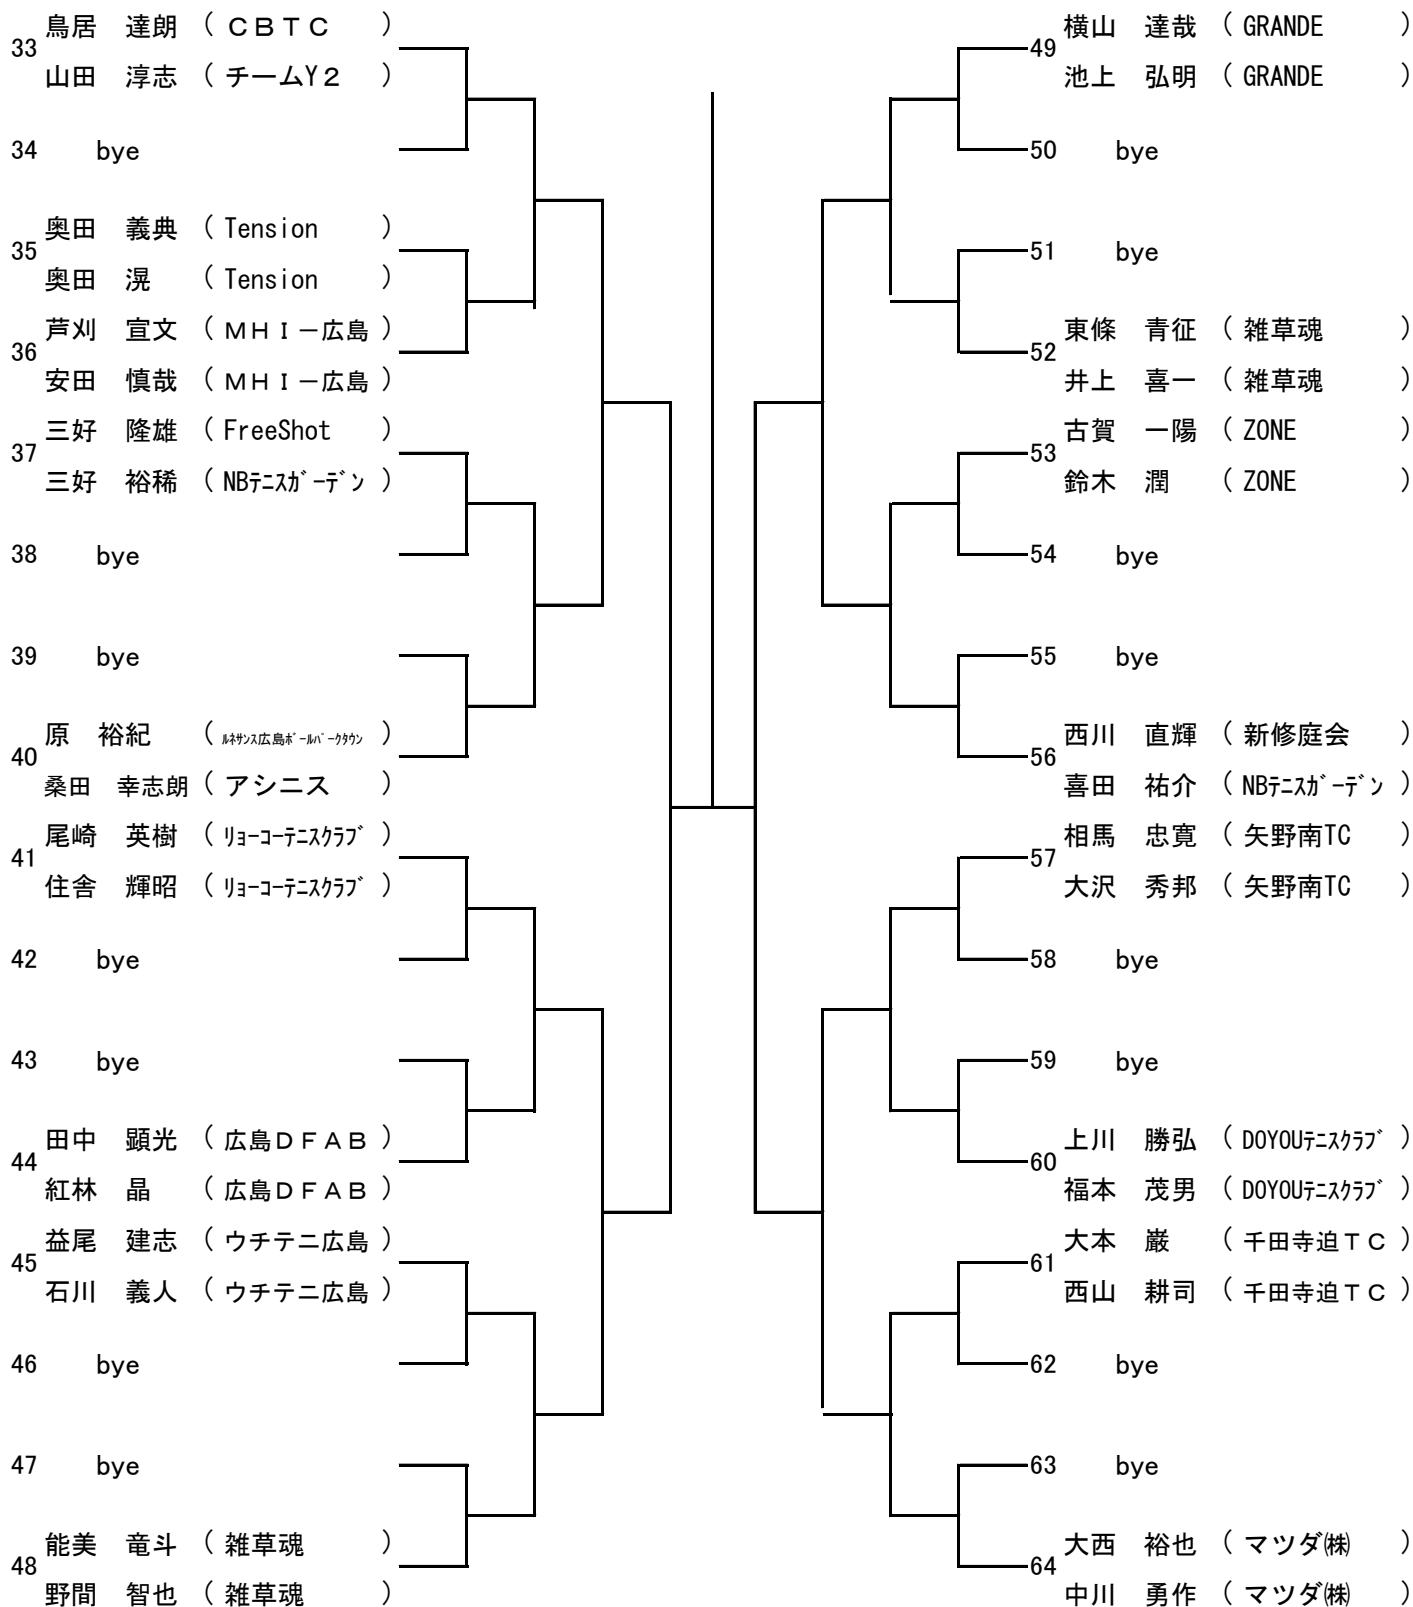 33
鳥居　達朗 （ ＣＢＴＣ ）
山田　淳志 （ チームY２ ）
34 bye
35
奥田　義典 （ Tension ）
奥田　滉 （ Tension ）
36
芦刈　宣文 （ ＭＨＩ－広島 ）
安田　慎哉 （ ＭＨＩ－広島 ）
37
三好　隆雄 （ FreeShot ）
三好　裕稀 （ NBﾃﾆｽｶﾞｰﾃﾞﾝ ）
38 bye
39 bye
40
原　裕紀 （ ﾙﾈｻﾝｽ広島ﾎﾞｰﾙﾊﾟｰｸﾀｳﾝ ）
桑田　幸志朗 （ アシニス ）
41
尾崎　英樹 （ ﾘｮｰｺｰﾃﾆｽｸﾗﾌﾞ ）
住舎　輝昭 （ ﾘｮｰｺｰﾃﾆｽｸﾗﾌﾞ ）
42 bye
43 bye
44
田中　顕光 （ 広島ＤＦＡＢ ）
紅林　晶 （ 広島ＤＦＡＢ ）
45
益尾　建志 （ ウチテニ広島 ）
石川　義人 （ ウチテニ広島 ）
46 bye
47 bye
48
能美　竜斗 （ 雑草魂 ）
野間　智也 （ 雑草魂 ）
49
横山　達哉 （ GRANDE ）
池上　弘明 （ GRANDE ）
50 bye
51 bye
52
東條　青征 （ 雑草魂 ）
井上　喜一 （ 雑草魂 ）
53
古賀　一陽 （ ZONE ）
鈴木　潤 （ ZONE ）
54 bye
55 bye
56
西川　直輝 （ 新修庭会 ）
喜田　祐介 （ NBﾃﾆｽｶﾞｰﾃﾞﾝ ）
57
相馬　忠寛 （ 矢野南TC ）
大沢　秀邦 （ 矢野南TC ）
58 bye
59 bye
60
上川　勝弘 （ DOYOUﾃﾆｽｸﾗﾌﾞ ）
福本　茂男 （ DOYOUﾃﾆｽｸﾗﾌﾞ ）
61
大本　巌 （ 千田寺迫ＴＣ ）
西山　耕司 （ 千田寺迫ＴＣ ）
62 bye
63 bye
64
大西　裕也 （ マツダ㈱ ）
中川　勇作 （ マツダ㈱ ）